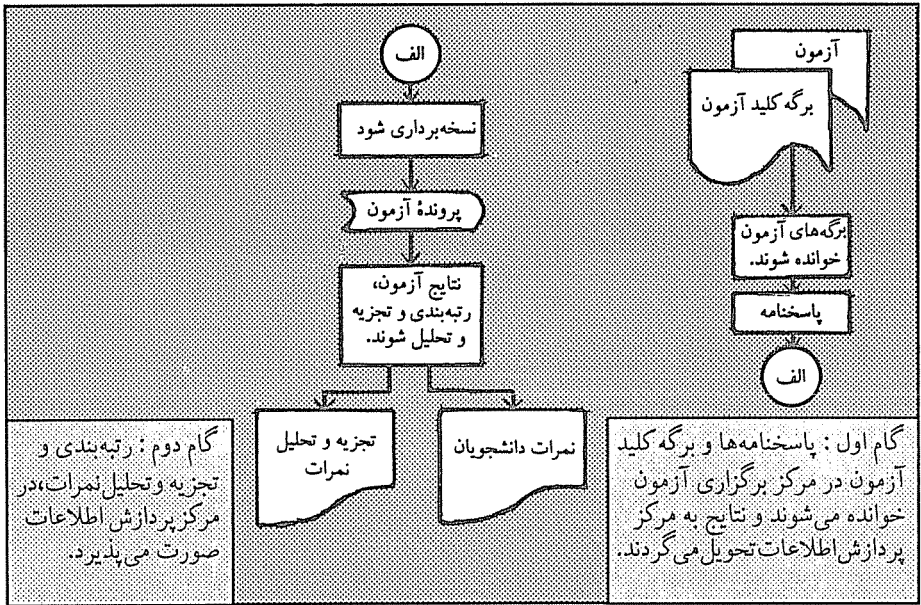 آزمون
برگه کلید آزمون
برگه‌های آزمون
خوانده شوند.
پاسخنامه
الف
گام اول : پاسخنامه‌ها و برگه کلید
آزمون در مرکز برگزاری آزمون
خوانده می‌شوند و نتایج به مرکز
پردازش اطلاعات تحویل می‌گردند.
الف
نسخه‌برداری شود
پروندهٔ آزمون
نتایج آزمون،
رتبه‌بندی و تجزیه
و تحلیل شوند.
نمرات دانشجویان
تجزیه و تحلیل
نمرات
گام دوم : رتبه‌بندی و
تجزیه و تحلیل نمرات، در
مرکز پردازش اطلاعات
صورت می‌پذیرد.